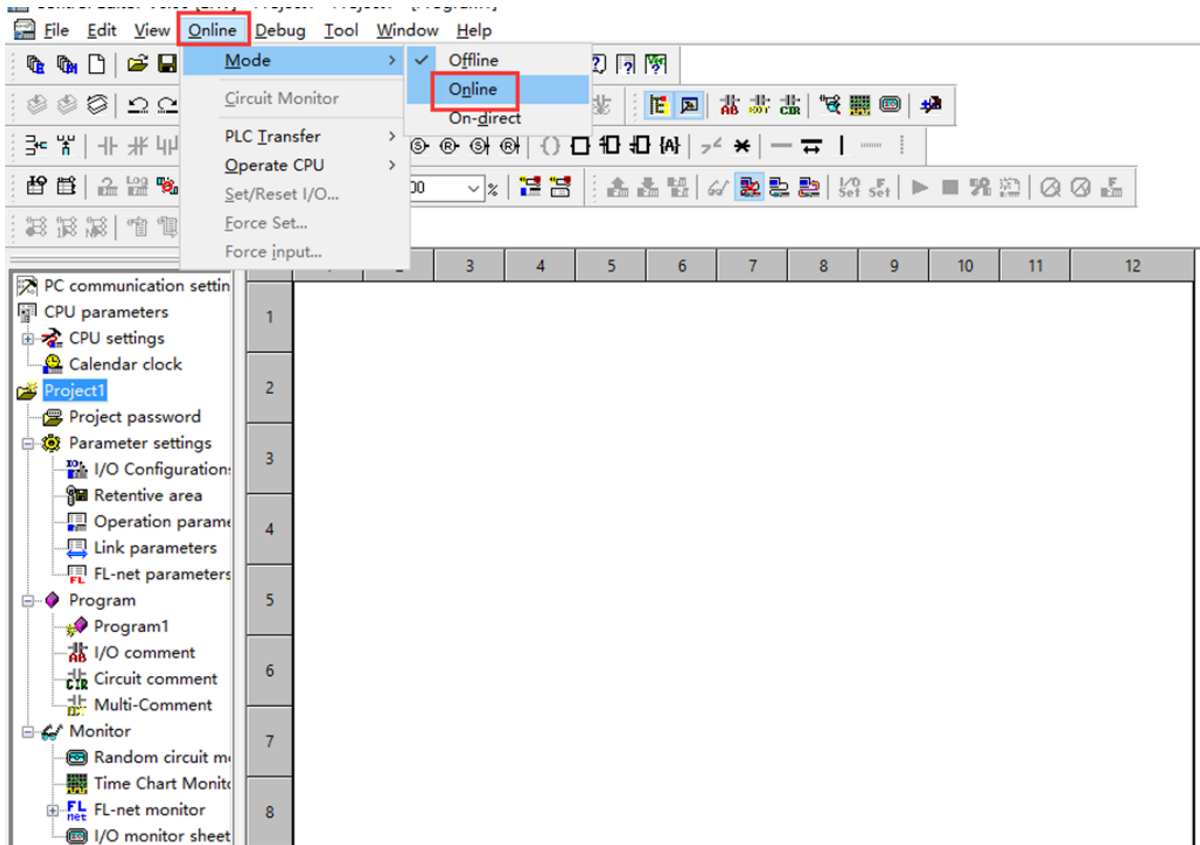 File Edit View Online Debug Tool Window Help
Mode
Circuit Monitor
PLC Transfer
Operate CPU
Set/Reset I/O...
Force Set...
Force input...
Offline
Online
On-direct
%
I/O Set
F Set
3 4 5 6 7 8 9 10 11 12
1
2
3
4
5
6
7
8
PC communication settin
CPU parameters
CPU settings
Calendar clock
Project1
Project password
Parameter settings
I/O Configurations
Retentive area
Operation parame
Link parameters
FL-net parameters
Program
Program1
I/O comment
Circuit comment
Multi-Comment
Monitor
Random circuit m
Time Chart Monito
FL-net monitor
I/O monitor sheet